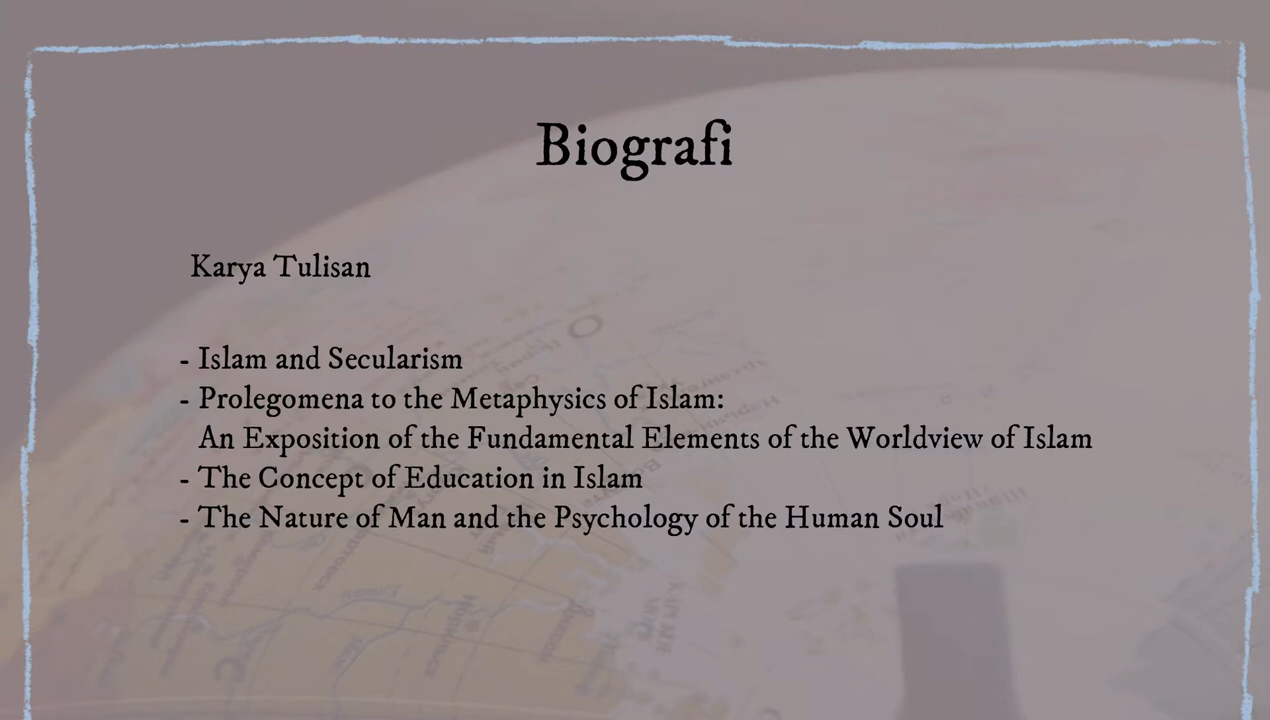 Biografi
Karya Tulisan
- Islam and Secularism
- Prolegomena to the Metaphysics of Islam:
An Exposition of the Fundamental Elements of the Worldview of Islam
- The Concept of Education in Islam
- The Nature of Man and the Psychology of the Human Soul